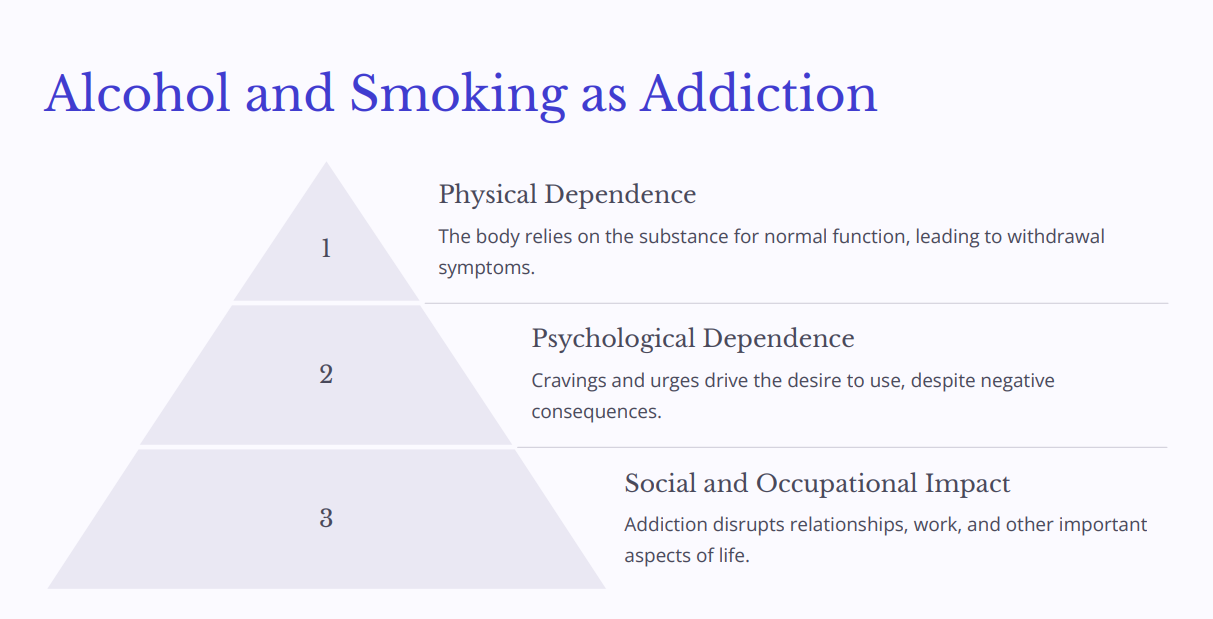 Alcohol and Smoking as Addiction
1
Physical Dependence
The body relies on the substance for normal function, leading to withdrawal
symptoms.
2
Psychological Dependence
Cravings and urges drive the desire to use, despite negative
consequences.
3
Social and Occupational Impact
Addiction disrupts relationships, work, and other important
aspects of life.